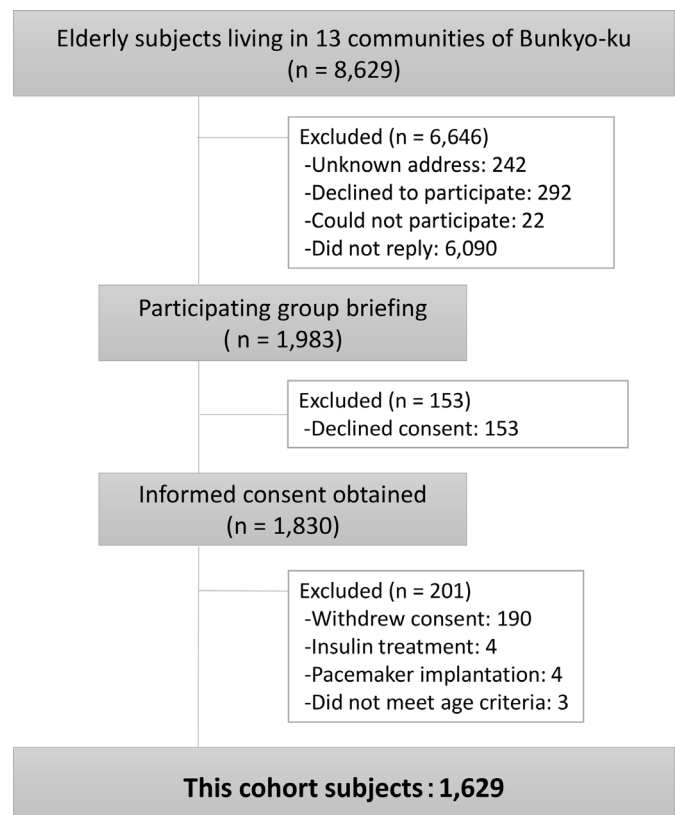 Elderly subjects living in 13 communities of Bunkyo-ku
(n = 8,629)
Excluded (n = 6,646)
-Unknown address: 242
-Declined to participate: 292
-Could not participate: 22
-Did not reply: 6,090
Participating group briefing
( n = 1,983)
Excluded (n = 153)
-Declined consent: 153
Informed consent obtained
(n = 1,830)
Excluded (n = 201)
-Withdrew consent: 190
-Insulin treatment: 4
-Pacemaker implantation: 4
-Did not meet age criteria: 3
This cohort subjects : 1,629